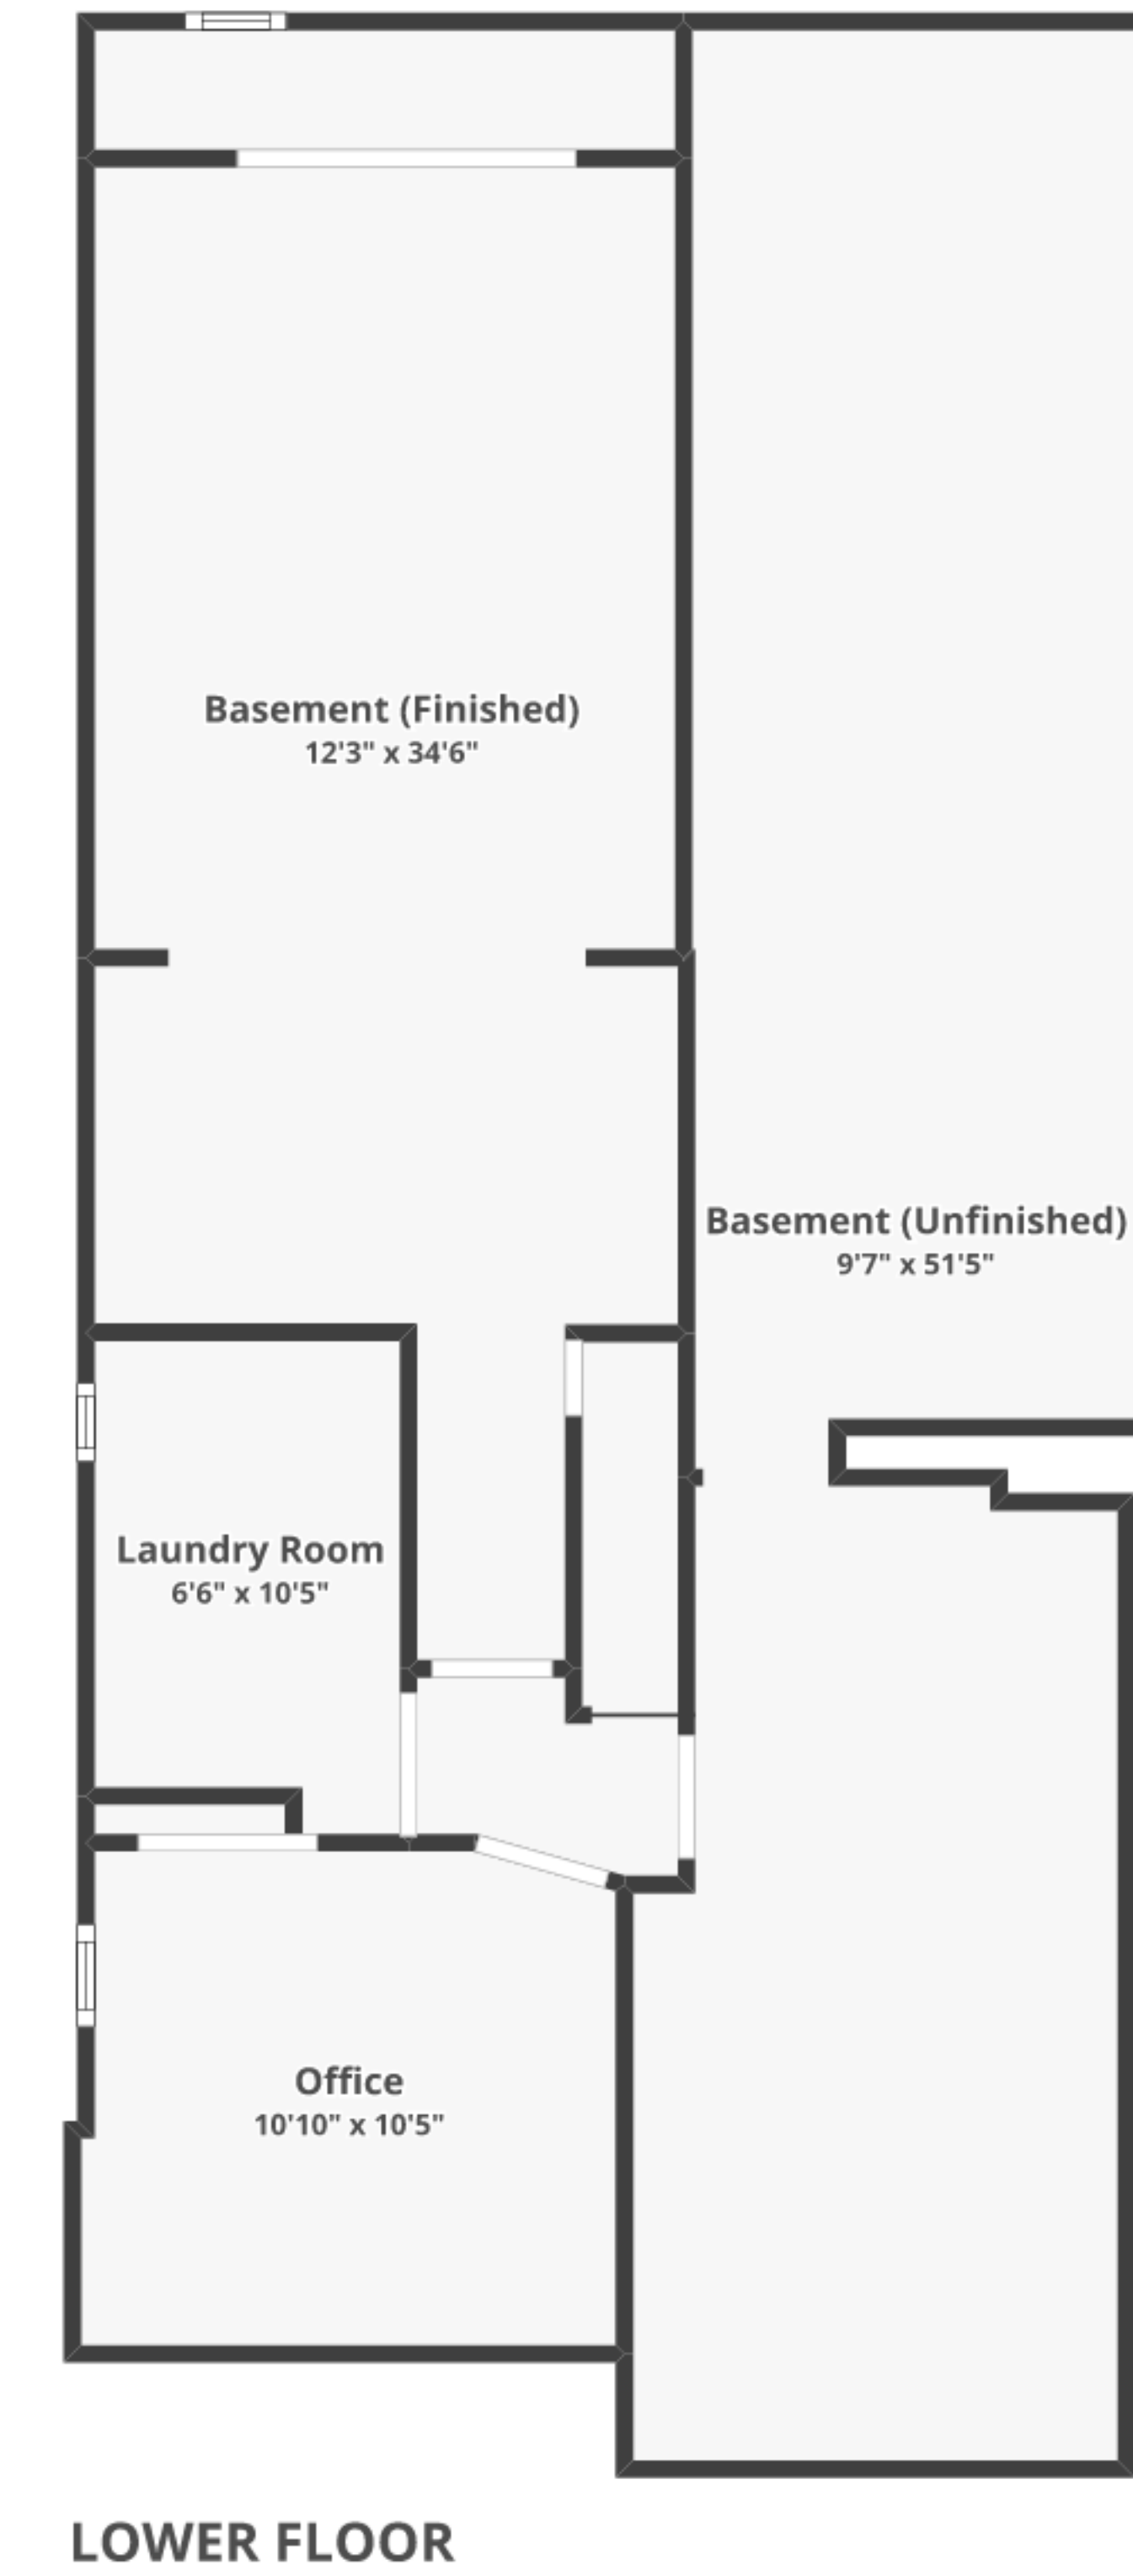 Basement (Finished)
12'3" x 34'6"
Basement (Unfinished)
9'7" x 51'5"
Laundry Room
6'6" x 10'5"
Office
10'10" x 10'5"
LOWER FLOOR